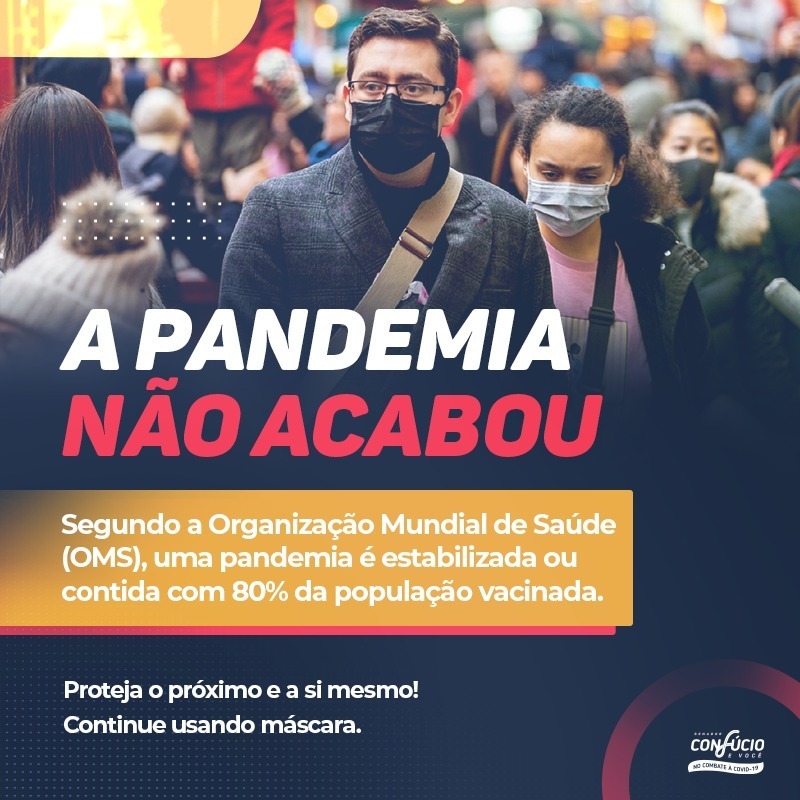 A PANDEMIA
NÃO ACABOU
Segundo a Organização Mundial de Saúde
(OMS), uma pandemia é estabilizada ou
contida com 80% da população vacinada.
Proteja o próximo e a si mesmo!
Continue usando máscara.
SENADOR
CONFÚCIO
E VOCÊ
NO COMBATE À COVID-19